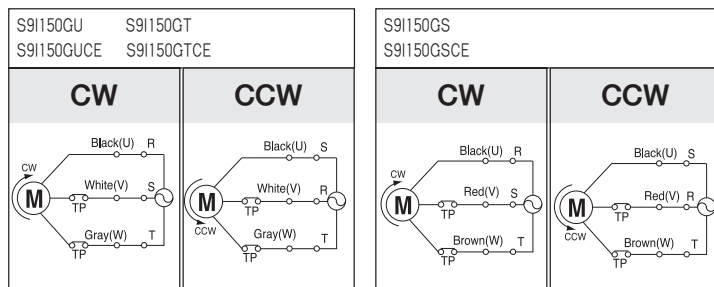 S9I150GU S9I150GT
S9I150GUCE S9I150GTCE
CW CCW
Black(U) R
CW
M
White(V) S
TP
Gray(W) T
TP
Black(U) S
White(V) R
M
TP
CCW
Gray(W) T
TP
S9I150GS
S9I150GSCE
CW CCW
Black(U) R
CW
M
Red(V) S
TP
Brown(W) T
TP
Black(U) S
Red(V) R
M
TP
CCW
Brown(W) T
TP